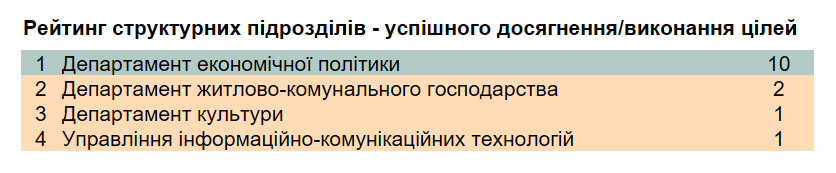 Рейтинг структурних підрозділів - успішного досягнення/виконання цілей
1 Департамент економічної політики 10
2 Департамент житлово-комунального господарства 2
3 Департамент культури 1
4 Управління інформаційно-комунікаційних технологій 1